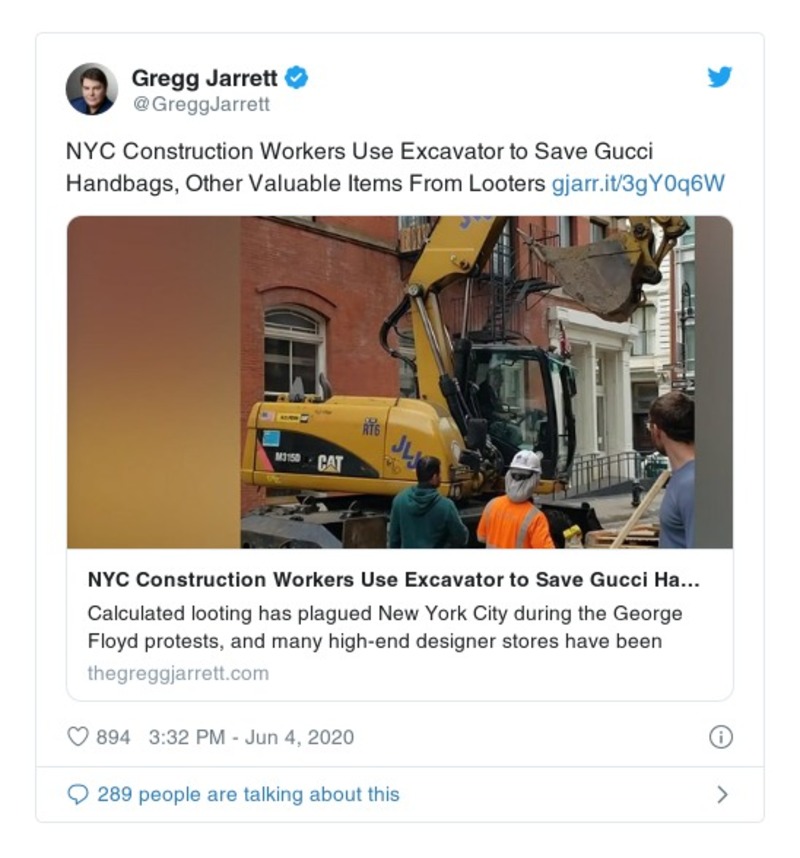 Gregg Jarrett
@GreggJarrett
NYC Construction Workers Use Excavator to Save Gucci
Handbags, Other Valuable Items From Looters gjarr.it/3gY0q6W
RT6
JLJ
M315D CAT
NYC Construction Workers Use Excavator to Save Gucci Ha...
Calculated looting has plagued New York City during the George
Floyd protests, and many high-end designer stores have been
thegreggjarrett.com
894 3:32 PM - Jun 4, 2020
289 people are talking about this